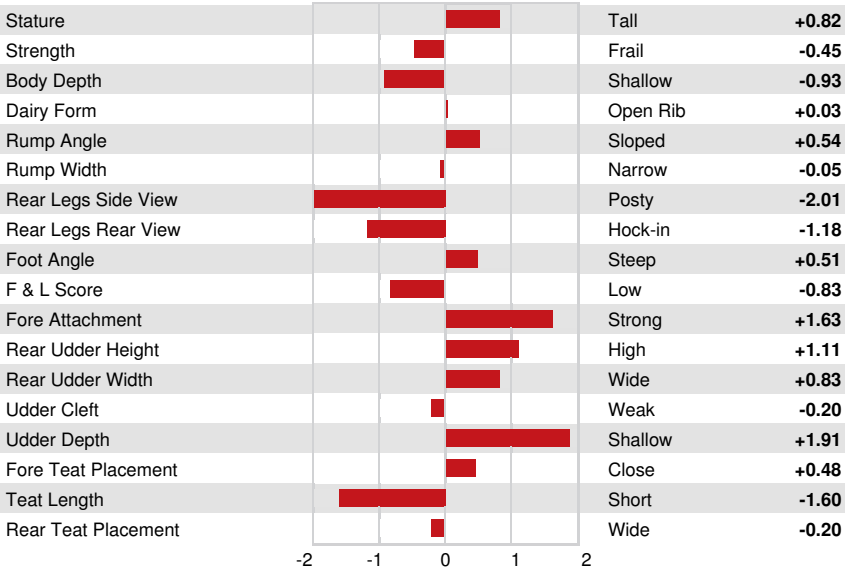 Stature Tall +0.82
Strength Frail -0.45
Body Depth Shallow -0.93
Dairy Form Open Rib +0.03
Rump Angle Sloped +0.54
Rump Width Narrow -0.05
Rear Legs Side View Posty -2.01
Rear Legs Rear View Hock-in -1.18
Foot Angle Steep +0.51
F & L Score Low -0.83
Fore Attachment Strong +1.63
Rear Udder Height High +1.11
Rear Udder Width Wide +0.83
Udder Cleft Weak -0.20
Udder Depth Shallow +1.91
Fore Teat Placement Close +0.48
Teat Length Short -1.60
Rear Teat Placement Wide -0.20
-2 -1 0 1 2